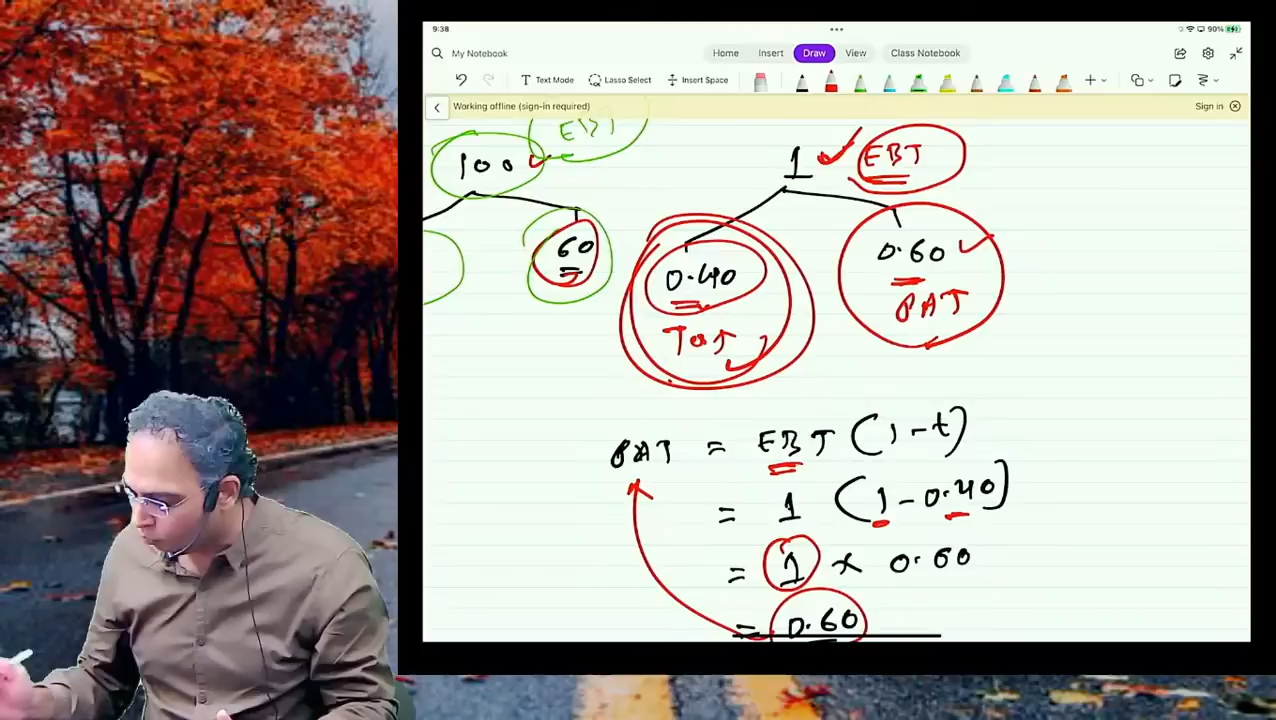 9:38
90%
My Notebook
Home Insert Draw View Class Notebook
Text Mode Lasso Select Insert Space
Working offline (sign-in required) Sign in
EBT
100
1 EBT
60
0.40
0.60
Tax
PAT
PAT = EBT (1-t)
= 1 (1-0.40)
= 1 × 0.60
= 0.60